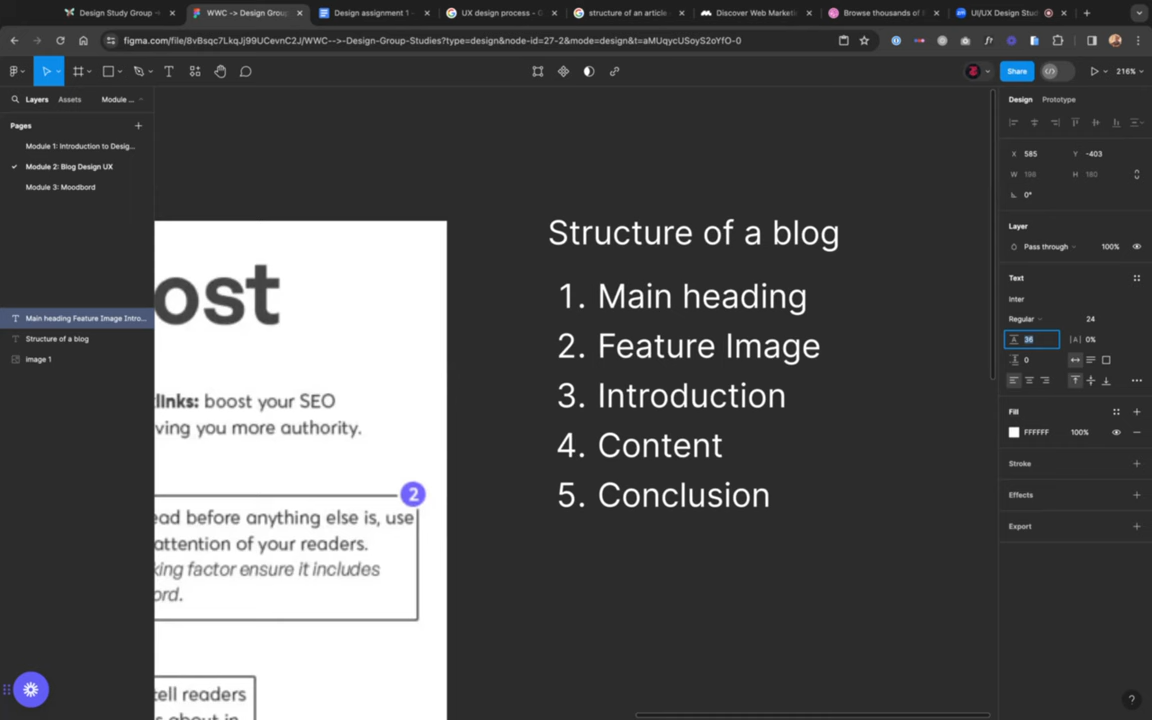 Design Study Group
WWC -> Design Group
Design assignment 1
UX design process - G
structure of an article
Discover Web Market
Browse thousands of
UI/UX Design Stu
figma.com/file/8vBsqc7LkqJj99UCevnC2J/WWC-->-Design-Group-Studies?type=design&node-id=27-2&mode=design&t=aMUqycUSoyS2oYfO-0
Share
216%
Layers
Assets
Module ...
Design
Prototype
Pages
Module 1: Introduction to Desig...
Module 2: Blog Design UX
Module 3: Moodbord
Main heading Feature Image Intro...
Structure of a blog
image 1
ost
links: boost your SEO
ving you more authority.
2
ead before anything else is, use
attention of your readers.
king factor ensure it includes
ord.
tell readers
s about in
Structure of a blog
1. Main heading
2. Feature Image
3. Introduction
4. Content
5. Conclusion
X 585
Y -403
W 198
H 180
0°
Layer
Pass through
100%
Text
Inter
Regular
24
36
0%
0
Fill
FFFFFF
100%
Stroke
Effects
Export
?